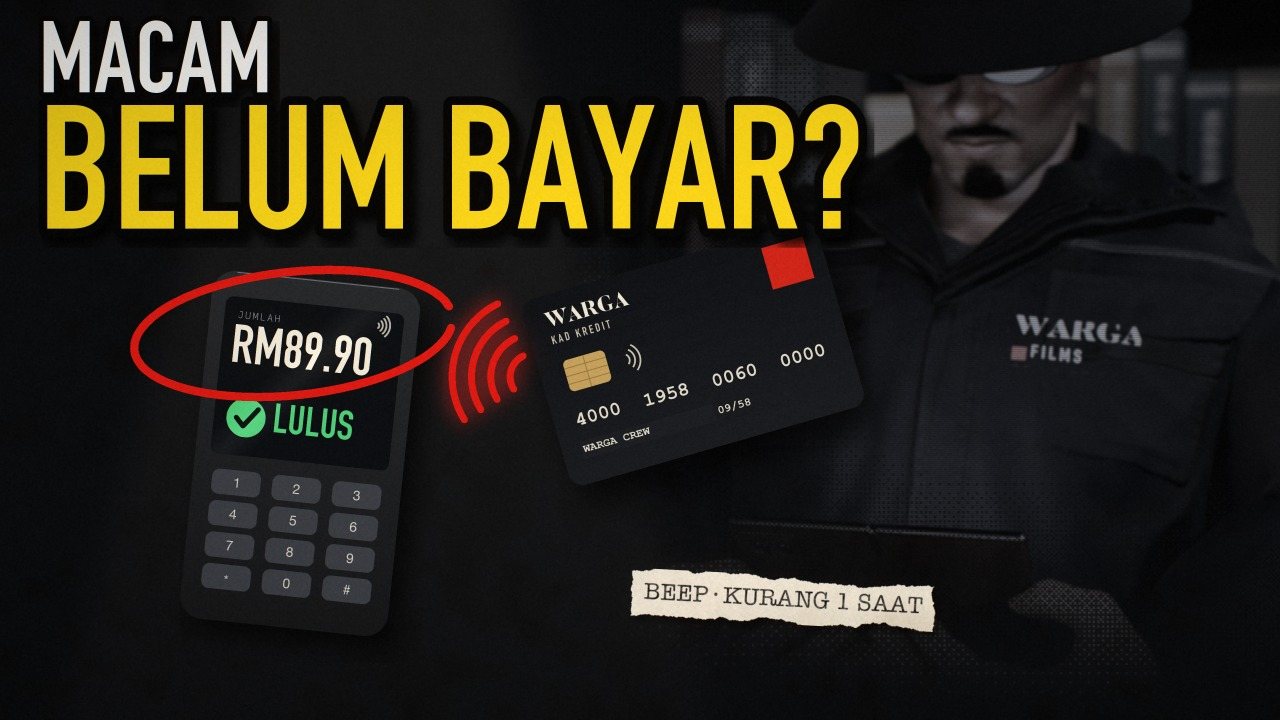 MACAM
BELUM BAYAR?
JUMLAH
RM89.90
LULUS
1 2 3
4 5 6
7 8 9
* 0 #
WARGA
KAD KREDIT
4000 1958 0060 0000
09/58
WARGA CREW
WARGA
FILMS
BEEP·KURANG 1 SAAT